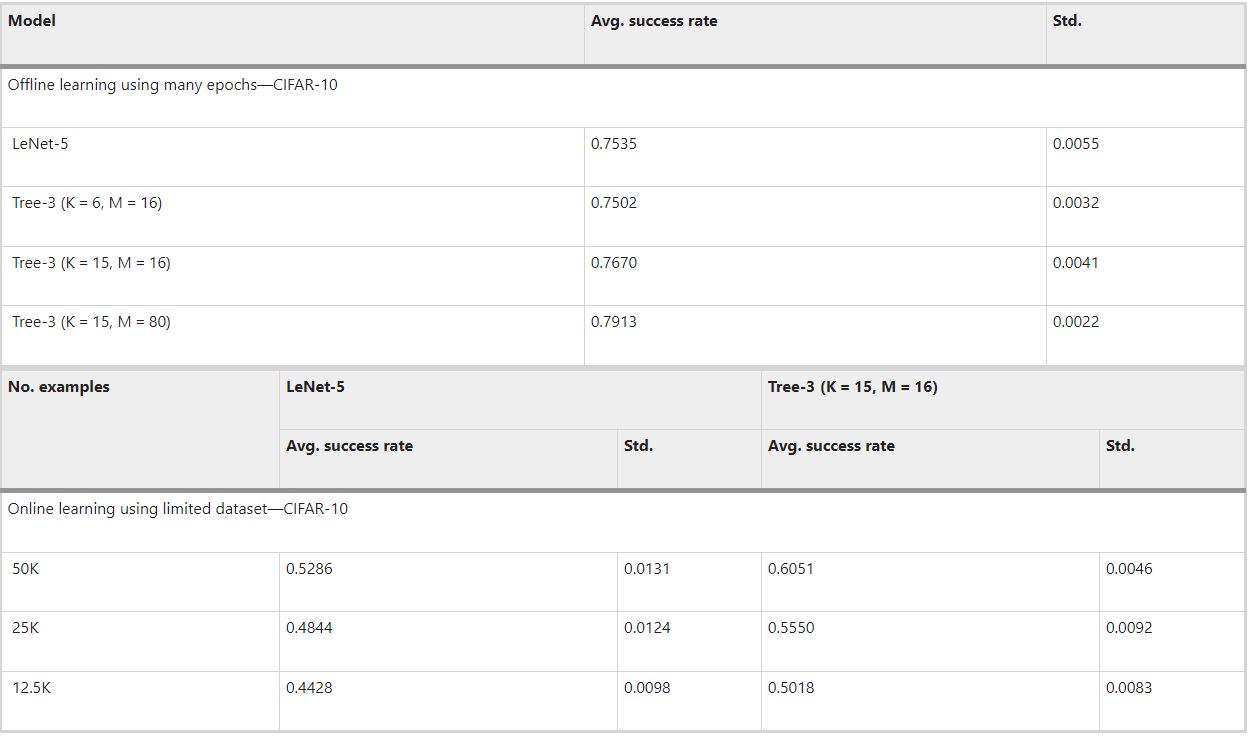 Model Avg. success rate Std.
Offline learning using many epochs—CIFAR-10
LeNet-5 0.7535 0.0055
Tree-3 (K = 6, M = 16) 0.7502 0.0032
Tree-3 (K = 15, M = 16) 0.7670 0.0041
Tree-3 (K = 15, M = 80) 0.7913 0.0022
No. examples LeNet-5 Tree-3 (K = 15, M = 16)
Avg. success rate Std. Avg. success rate Std.
Online learning using limited dataset—CIFAR-10
50K 0.5286 0.0131 0.6051 0.0046
25K 0.4844 0.0124 0.5550 0.0092
12.5K 0.4428 0.0098 0.5018 0.0083